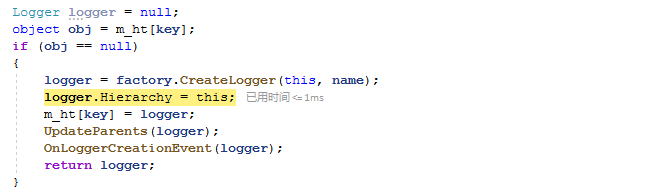 Logger logger = null;
object obj = m_ht[key];
if (obj == null)
{
logger = factory.CreateLogger(this, name);
logger.Hierarchy = this; 已用时间 <= 1ms
m_ht[key] = logger;
UpdateParents(logger);
OnLoggerCreationEvent(logger);
return logger;
}